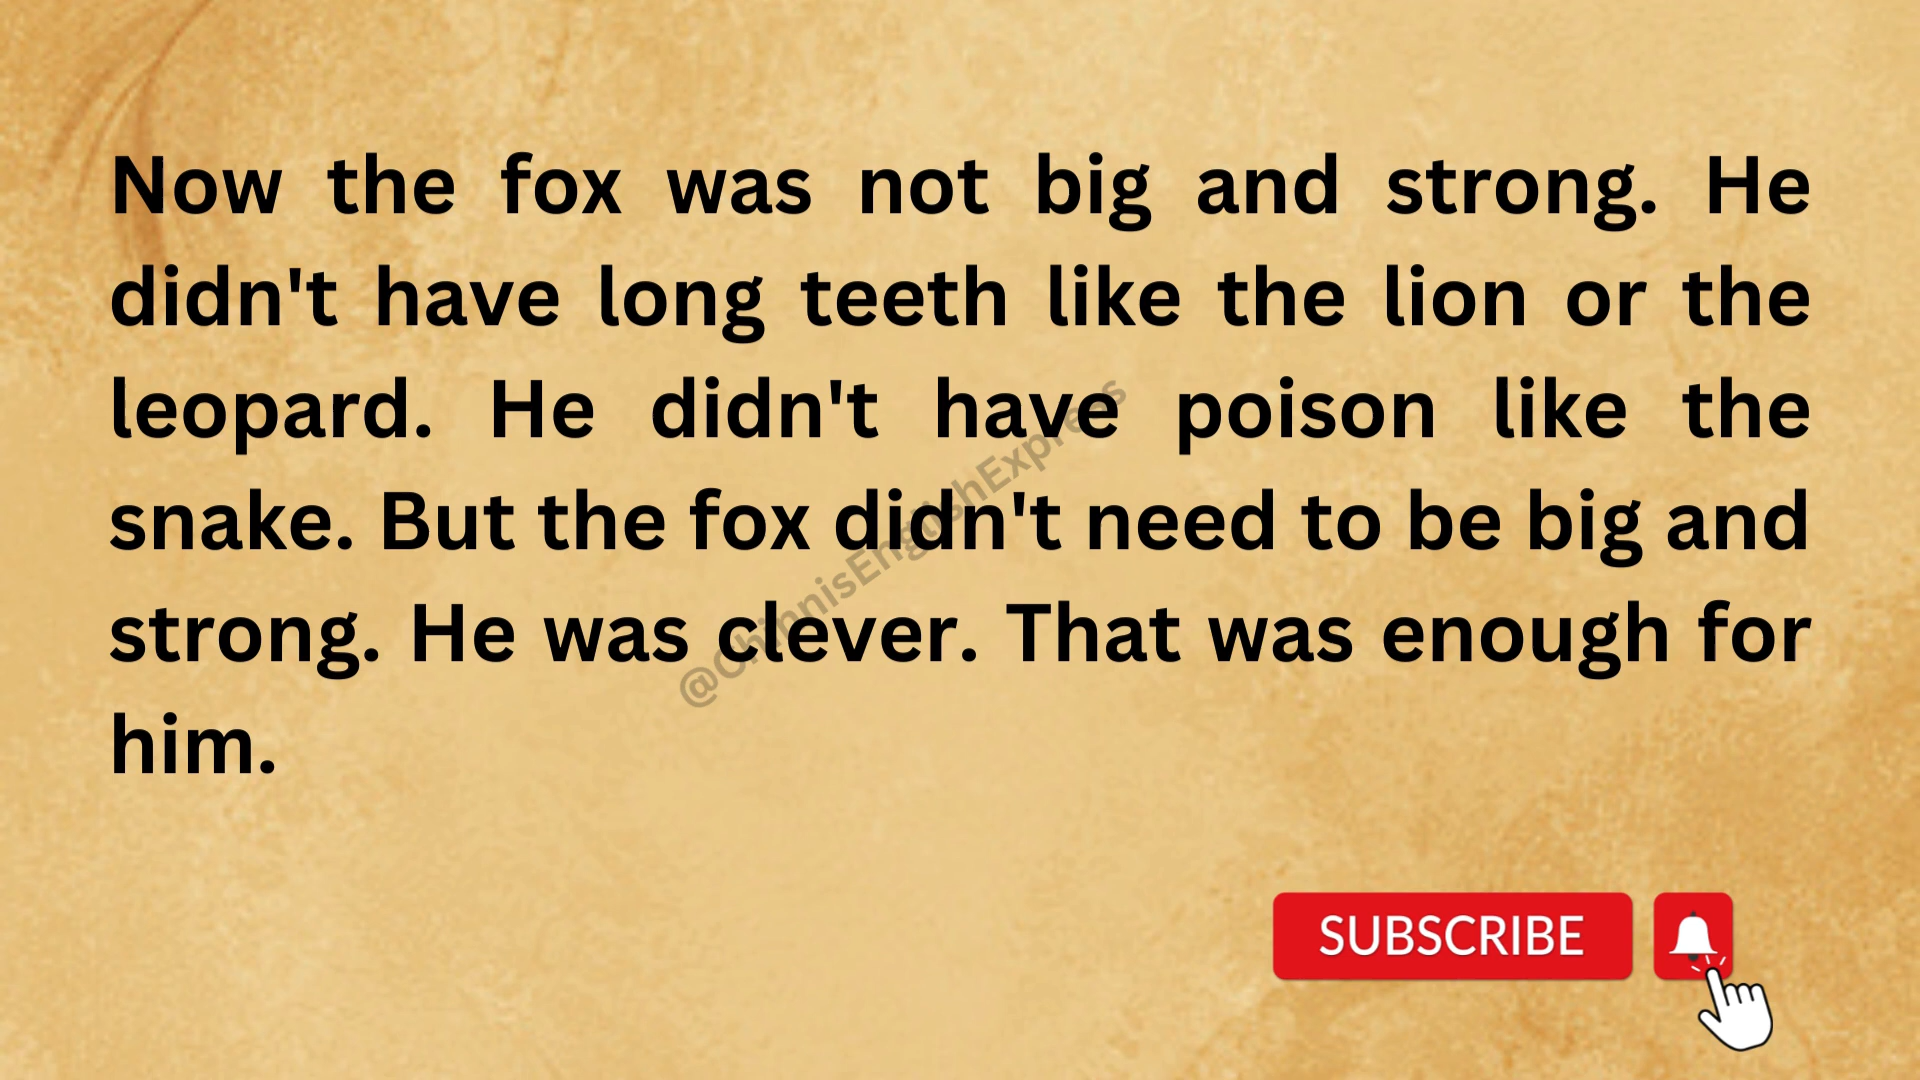 Now the fox was not big and strong. He
didn't have long teeth like the lion or the
leopard. He didn't have poison like the
snake. But the fox didn't need to be big and
strong. He was clever. That was enough for
him.
@ChinnisEnglishExpress
SUBSCRIBE